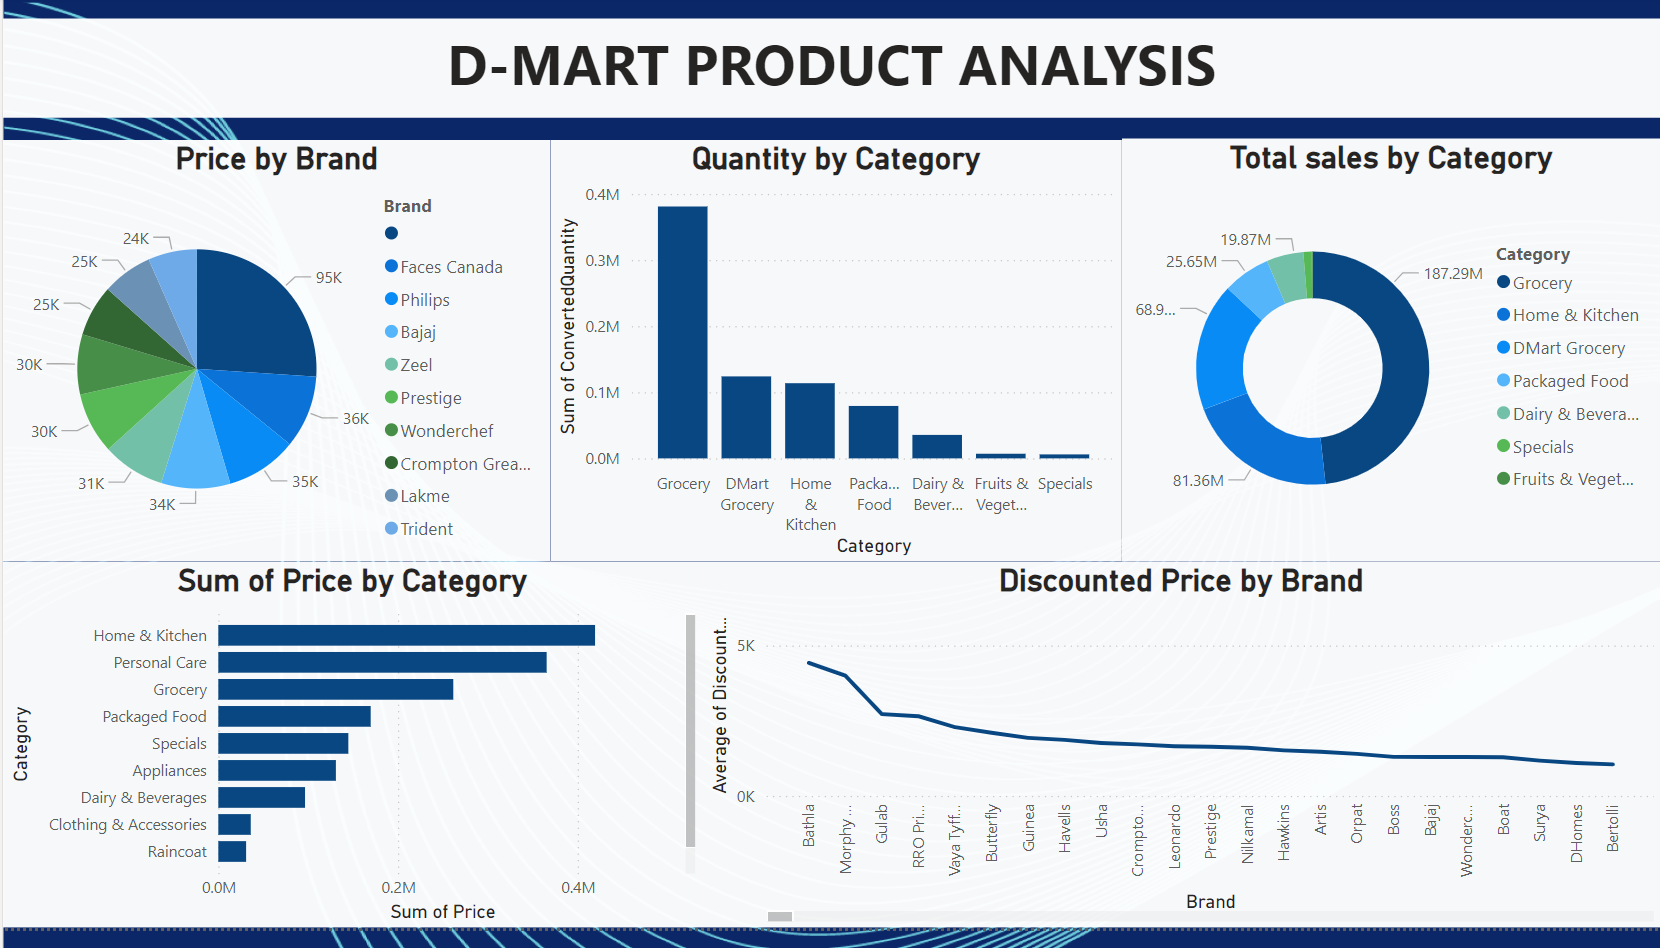 D-MART PRODUCT ANALYSIS
Price by Brand
24K
25K
25K
30K
30K
31K
34K
35K
36K
95K
Brand
Faces Canada
Philips
Bajaj
Zeel
Prestige
Wonderchef
Crompton Grea...
Lakme
Trident
Quantity by Category
Sum of ConvertedQuantity
0.4M
0.3M
0.2M
0.1M
0.0M
Grocery
DMart
Grocery
Home
&
Kitchen
Packa...
Food
Dairy &
Bever...
Fruits &
Veget...
Specials
Category
Total sales by Category
19.87M
25.65M
68.9...
81.36M
187.29M
Category
Grocery
Home & Kitchen
DMart Grocery
Packaged Food
Dairy & Bevera...
Specials
Fruits & Veget...
Sum of Price by Category
Category
Home & Kitchen
Personal Care
Grocery
Packaged Food
Specials
Appliances
Dairy & Beverages
Clothing & Accessories
Raincoat
0.0M
0.2M
0.4M
Sum of Price
Discounted Price by Brand
Average of Discount...
5K
0K
Bathla
Morphy ...
Gulab
RRO Pri...
Vaya Tyff...
Butterfly
Guinea
Havells
Usha
Crompto...
Leonardo
Prestige
Nilkamal
Hawkins
Artis
Orpat
Boss
Bajaj
Wonderc...
Boat
Surya
DHomes
Bertolli
Brand